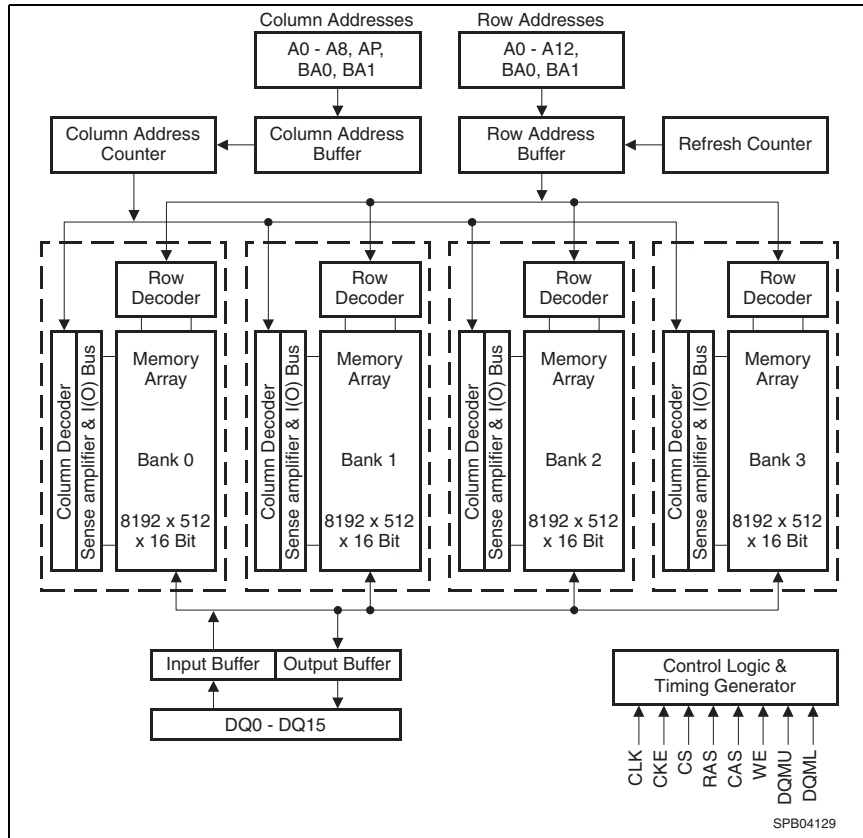 Column Addresses
Row Addresses
A0 - A8, AP,
BA0, BA1
A0 - A12,
BA0, BA1
Column Address
Counter
Column Address
Buffer
Row Address
Buffer
Refresh Counter
Row
Decoder
Memory
Array
Bank 0
8192 x 512
x 16 Bit
Column Decoder
Sense amplifier & I(O) Bus
Row
Decoder
Memory
Array
Bank 1
8192 x 512
x 16 Bit
Column Decoder
Sense amplifier & I(O) Bus
Row
Decoder
Memory
Array
Bank 2
8192 x 512
x 16 Bit
Column Decoder
Sense amplifier & I(O) Bus
Row
Decoder
Memory
Array
Bank 3
8192 x 512
x 16 Bit
Column Decoder
Sense amplifier & I(O) Bus
Input Buffer
Output Buffer
DQ0 - DQ15
Control Logic &
Timing Generator
CLK
CKE
CS
RAS
CAS
WE
DQMU
DQML
SPB04129